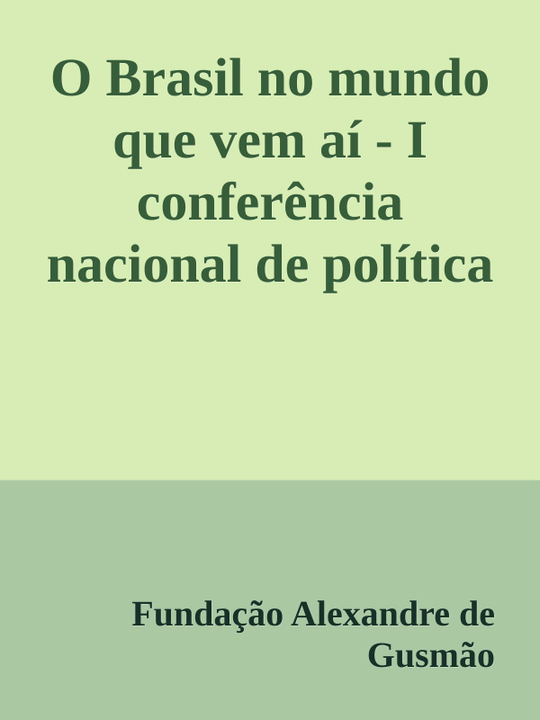 O Brasil no mundo
que vem aí - I
conferência
nacional de política
Fundação Alexandre de
Gusmão